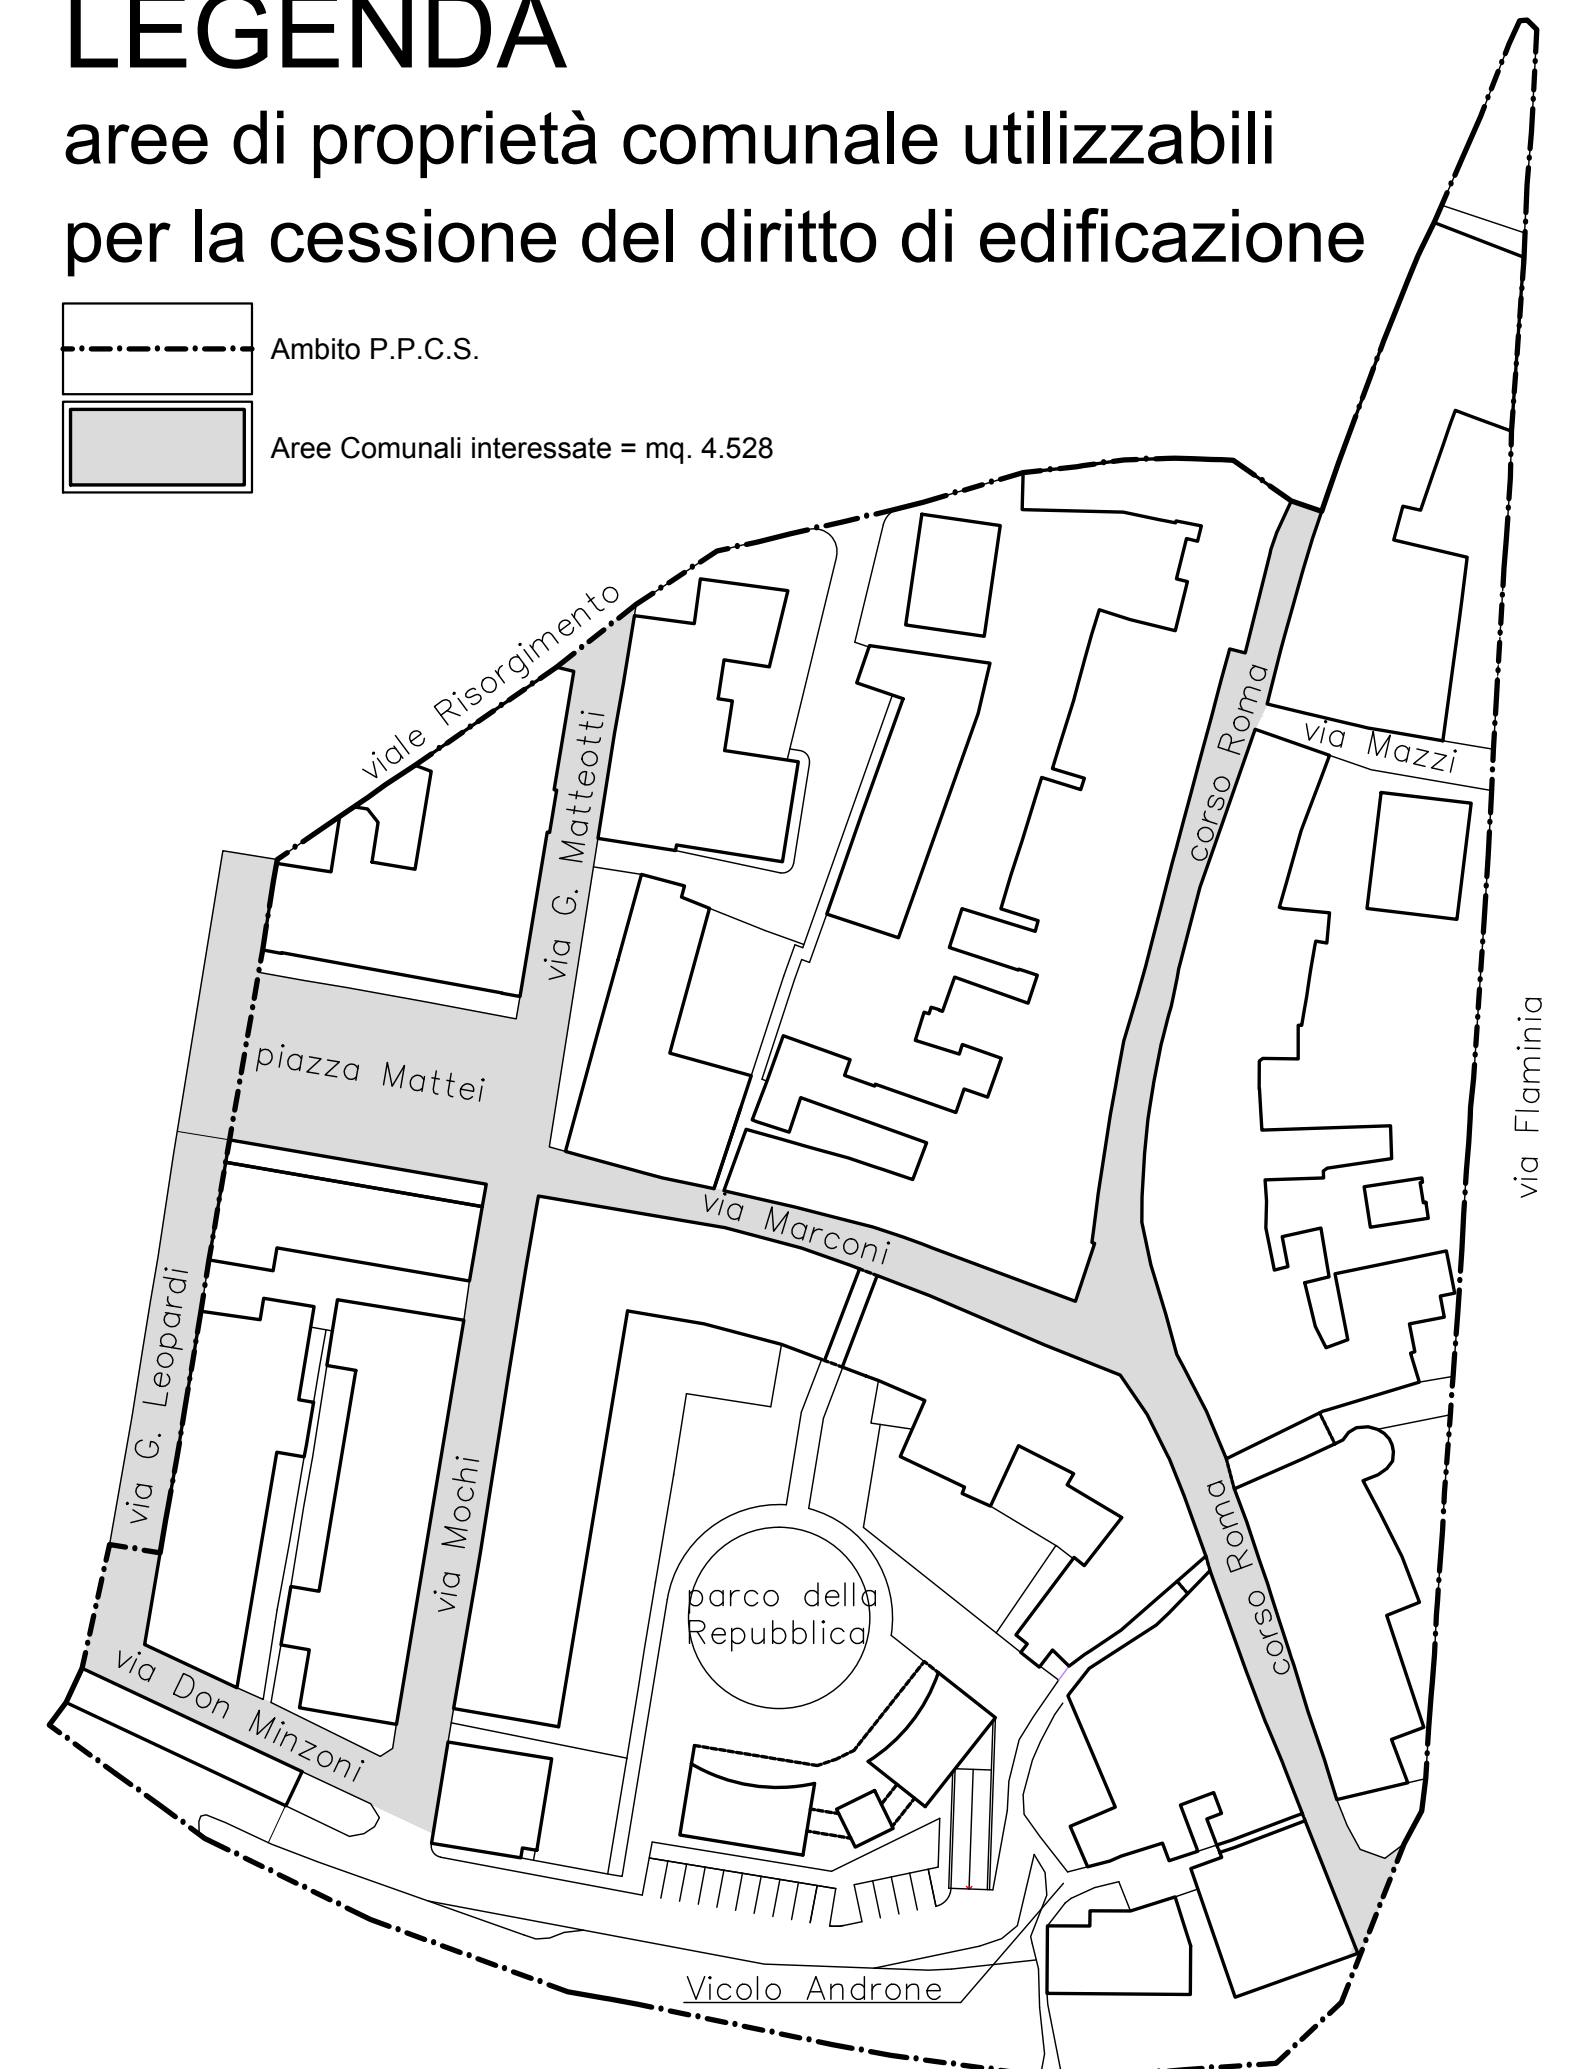 LEGENDA
aree di proprietà comunale utilizzabili
per la cessione del diritto di edificazione
Ambito P.P.C.S.
Aree Comunali interessate = mq. 4.528
viale Risorgimento
via G. Matteotti
corso Roma
via Mazzi
piazza Mattei
via Flaminia
via Marconi
via G. Leopardi
via Mochi
corso Roma
parco della
Repubblica
via Don Minzoni
Vicolo Androne